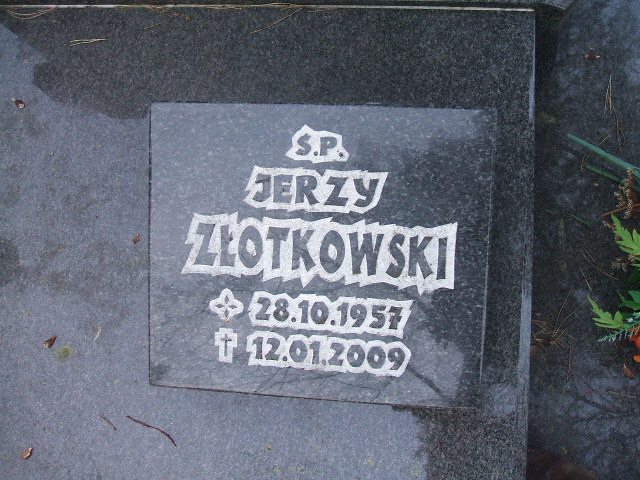 Ś.P.
JERZY
ZŁOTKOWSKI
28.10.1957
12.01.2009